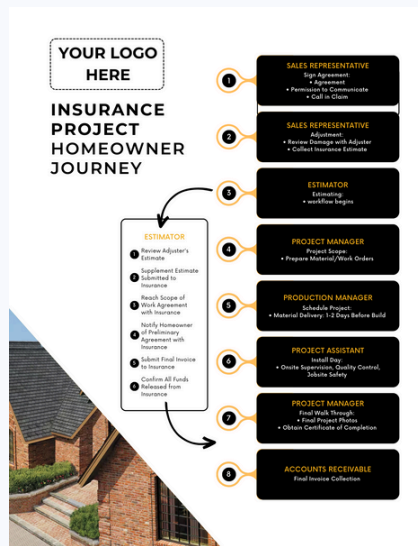 YOUR LOGO
HERE
INSURANCE
PROJECT
HOMEOWNER
JOURNEY
1
SALES REPRESENTATIVE
Sign Agreement:
• Agreement
• Permission to Communicate
• Call in Claim
2
SALES REPRESENTATIVE
Adjustment:
• Review Damage with Adjuster
• Collect Insurance Estimate
3
ESTIMATOR
Estimating:
• workflow begins
ESTIMATOR
1 Review Adjuster's
Estimate
2 Supplement Estimate
Submitted to
Insurance
3 Reach Scope of
Work Agreement
with Insurance
4 Notify Homeowner
of Preliminary
Agreement with
Insurance
5 Submit Final Invoice
to Insurance
6 Confirm All Funds
Released from
Insurance
4
PROJECT MANAGER
Project Scope:
• Prepare Material/Work Orders
5
PRODUCTION MANAGER
Schedule Project:
• Material Delivery: 1-2 Days Before Build
6
PROJECT ASSISTANT
Install Day:
• Onsite Supervision, Quality Control,
Jobsite Safety
7
PROJECT MANAGER
Final Walk Through:
• Final Project Photos
• Obtain Certificate of Completion
8
ACCOUNTS RECEIVABLE
Final Invoice Collection